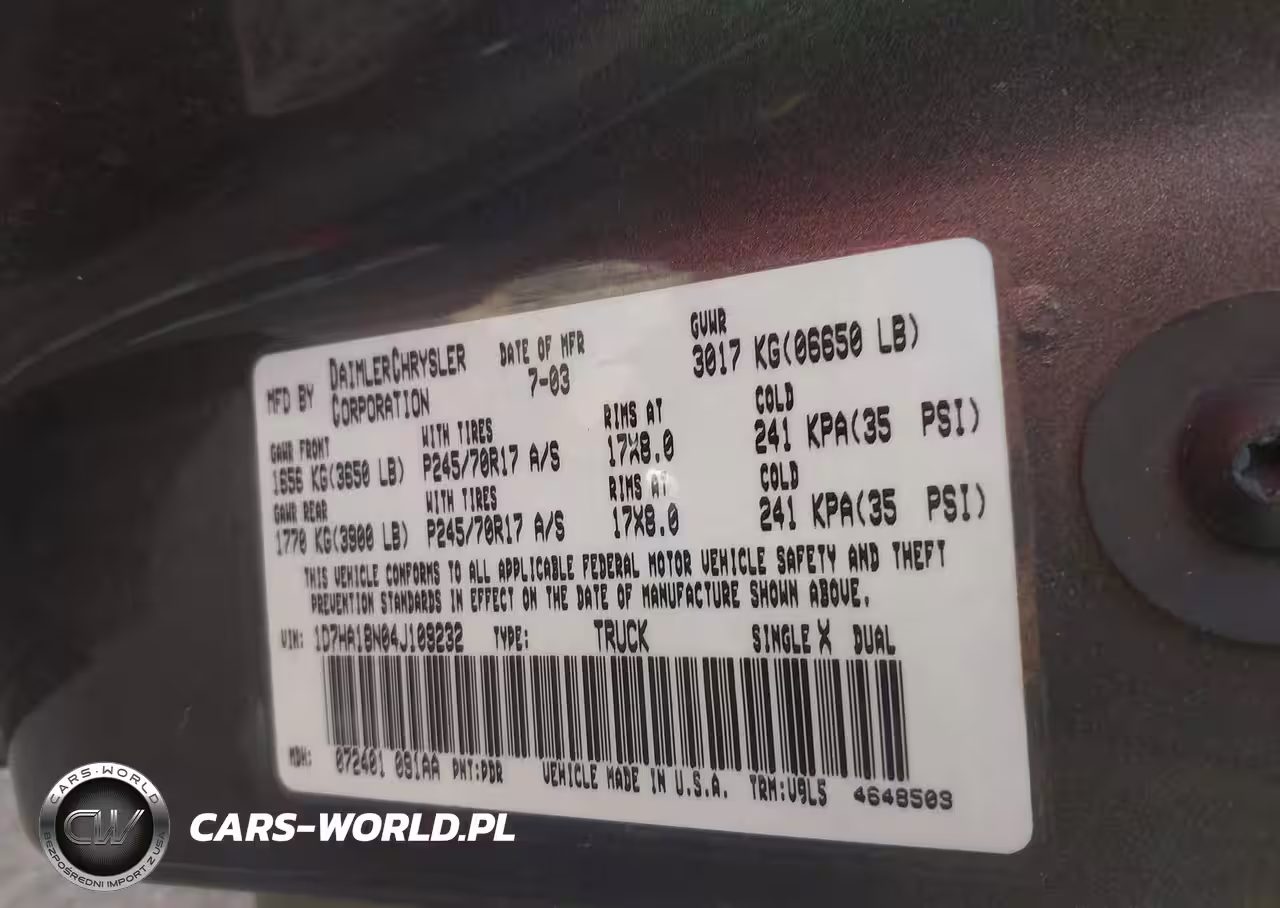 MFD BY DAIMLERCHRYSLER CORPORATION DATE OF MFR 7-03 GVWR 3017 KG(06650 LB)
GAWR FRONT WITH TIRES RIMS AT COLD
1656 KG(3650 LB) P245/70R17 A/S 17X8.0 241 KPA(35 PSI)
GAWR REAR WITH TIRES RIMS AT COLD
1770 KG(3900 LB) P245/70R17 A/S 17X8.0 241 KPA(35 PSI)
THIS VEHICLE CONFORMS TO ALL APPLICABLE FEDERAL MOTOR VEHICLE SAFETY AND THEFT
PREVENTION STANDARDS IN EFFECT ON THE DATE OF MANUFACTURE SHOWN ABOVE.
VIN: 1D7HA18N04J109232 TYPE: TRUCK SINGLE X DUAL
MDH: 072401 091AA PNT:PDR VEHICLE MADE IN U.S.A. TRM:V9L5 4648503
CARS-WORLD
CW
BEZPOŚREDNI IMPORT Z USA
CARS-WORLD.PL